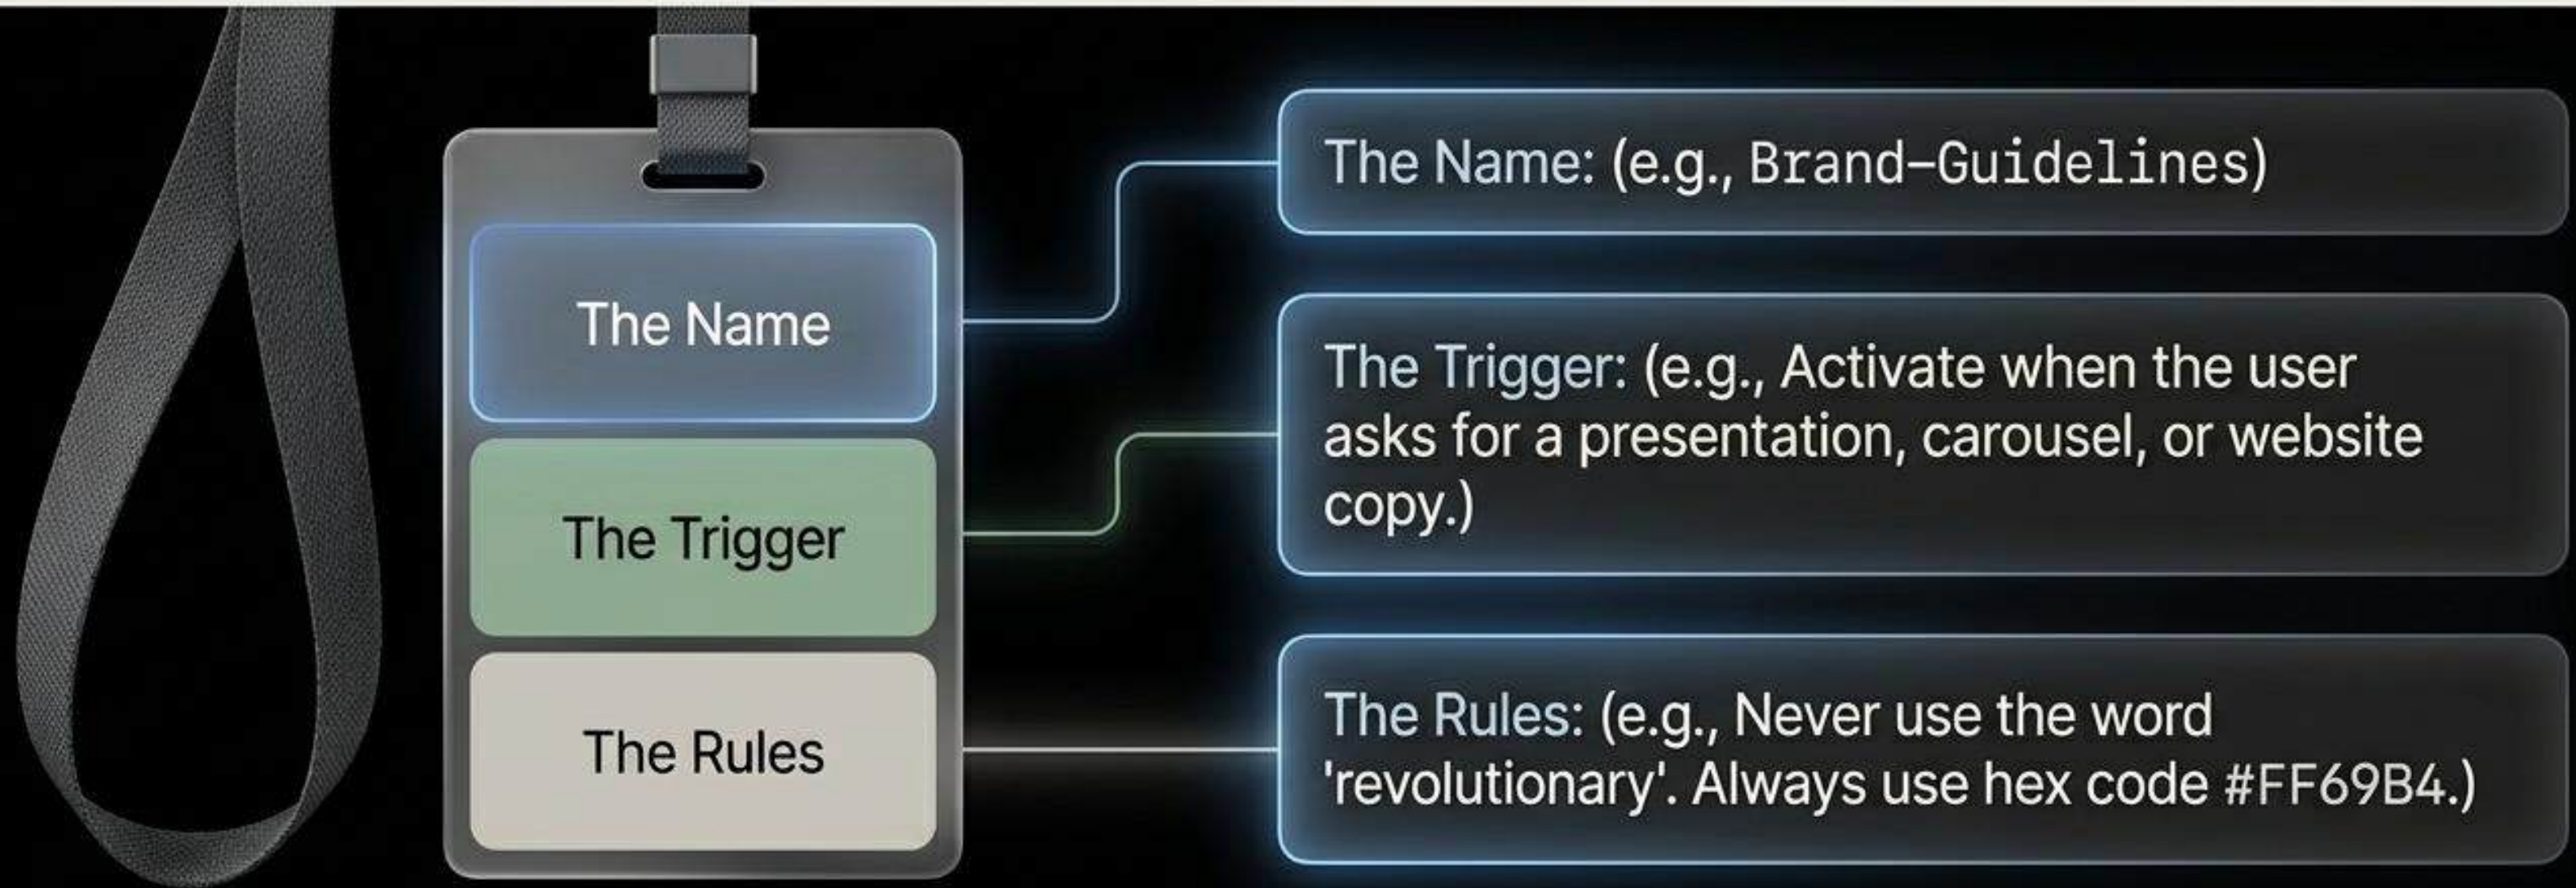 The Name
The Trigger
The Rules
The Name: (e.g., Brand-Guidelines)
The Trigger: (e.g., Activate when the user
asks for a presentation, carousel, or website
copy.)
The Rules: (e.g., Never use the word
'revolutionary'. Always use hex code #FF69B4.)